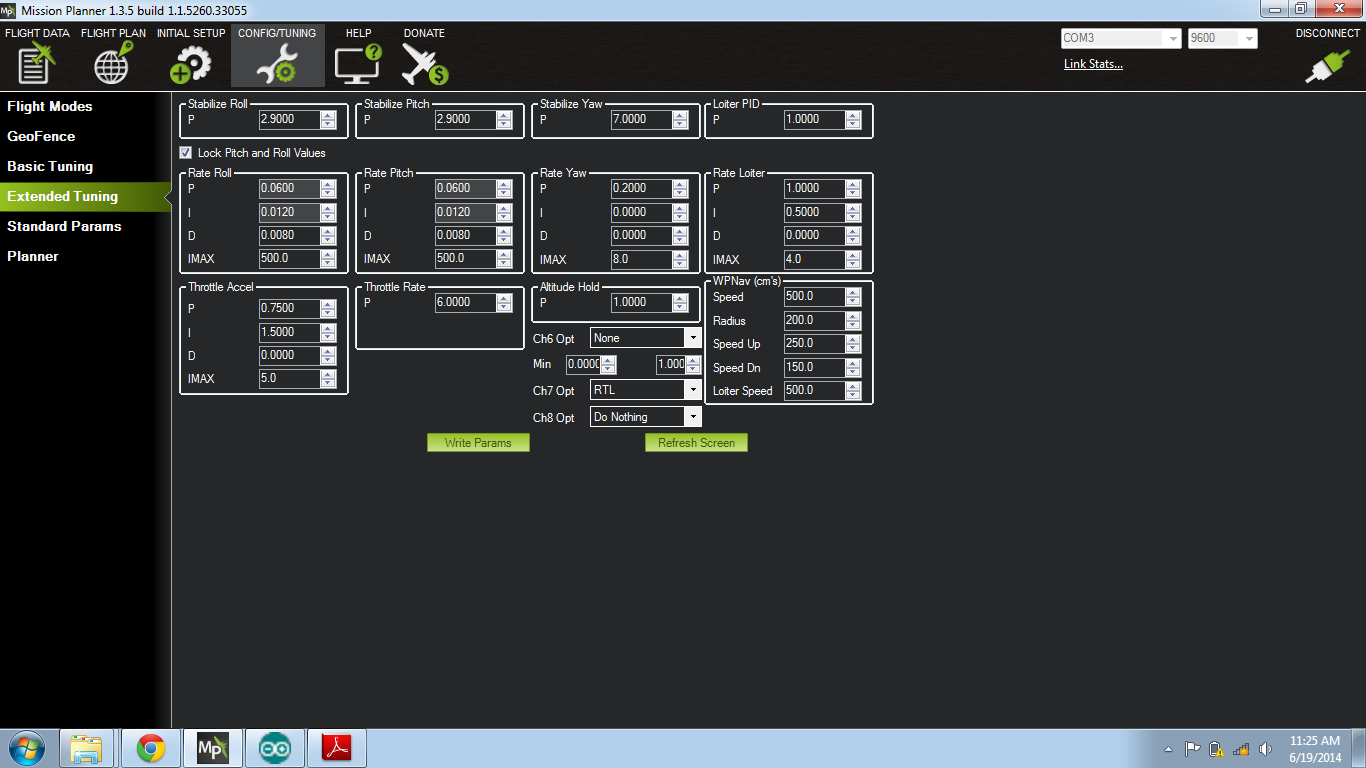 Mp Mission Planner 1.3.5 build 1.1.5260.33055
FLIGHT DATA FLIGHT PLAN INITIAL SETUP CONFIG/TUNING HELP DONATE
COM3 9600 DISCONNECT
Link Stats...
Flight Modes
GeoFence
Basic Tuning
Extended Tuning
Standard Params
Planner
Stabilize Roll
P 2.9000
Stabilize Pitch
P 2.9000
Stabilize Yaw
P 7.0000
Loiter PID
P 1.0000
Lock Pitch and Roll Values
Rate Roll
P 0.0600
I 0.0120
D 0.0080
IMAX 500.0
Rate Pitch
P 0.0600
I 0.0120
D 0.0080
IMAX 500.0
Rate Yaw
P 0.2000
I 0.0000
D 0.0000
IMAX 8.0
Rate Loiter
P 1.0000
I 0.5000
D 0.0000
IMAX 4.0
Throttle Accel
P 0.7500
I 1.5000
D 0.0000
IMAX 5.0
Throttle Rate
P 6.0000
Altitude Hold
P 1.0000
Ch6 Opt None
Min 0.0000 1.000
Ch7 Opt RTL
Ch8 Opt Do Nothing
WPNav (cm's)
Speed 500.0
Radius 200.0
Speed Up 250.0
Speed Dn 150.0
Loiter Speed 500.0
Write Params Refresh Screen
Mp
11:25 AM
6/19/2014